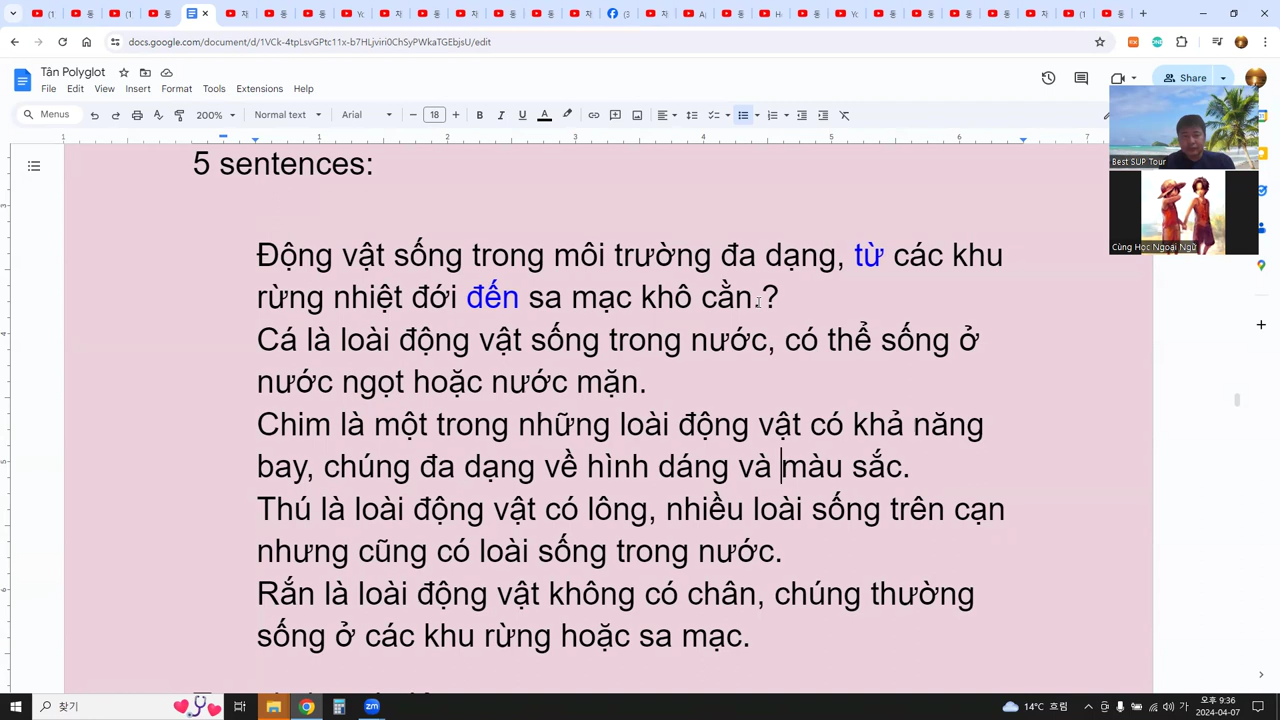 docs.google.com/document/d/1VCk-4tpLsvGPtc11x-b7HLjviri0ChSyPWkaTGEbjsU/edit
Tân Polyglot
File Edit View Insert Format Tools Extensions Help
Share
Menus 200% Normal text Arial 18
Best SUP Tour
Cùng Học Ngoại Ngữ
5 sentences:
Động vật sống trong môi trường đa dạng, từ các khu
rừng nhiệt đới đến sa mạc khô cằn.?
Cá là loài động vật sống trong nước, có thể sống ở
nước ngọt hoặc nước mặn.
Chim là một trong những loài động vật có khả năng
bay, chúng đa dạng về hình dáng và màu sắc.
Thú là loài động vật có lông, nhiều loài sống trên cạn
nhưng cũng có loài sống trong nước.
Rắn là loài động vật không có chân, chúng thường
sống ở các khu rừng hoặc sa mạc.
찾기
14°C 흐림
오후 9:36
2024-04-07